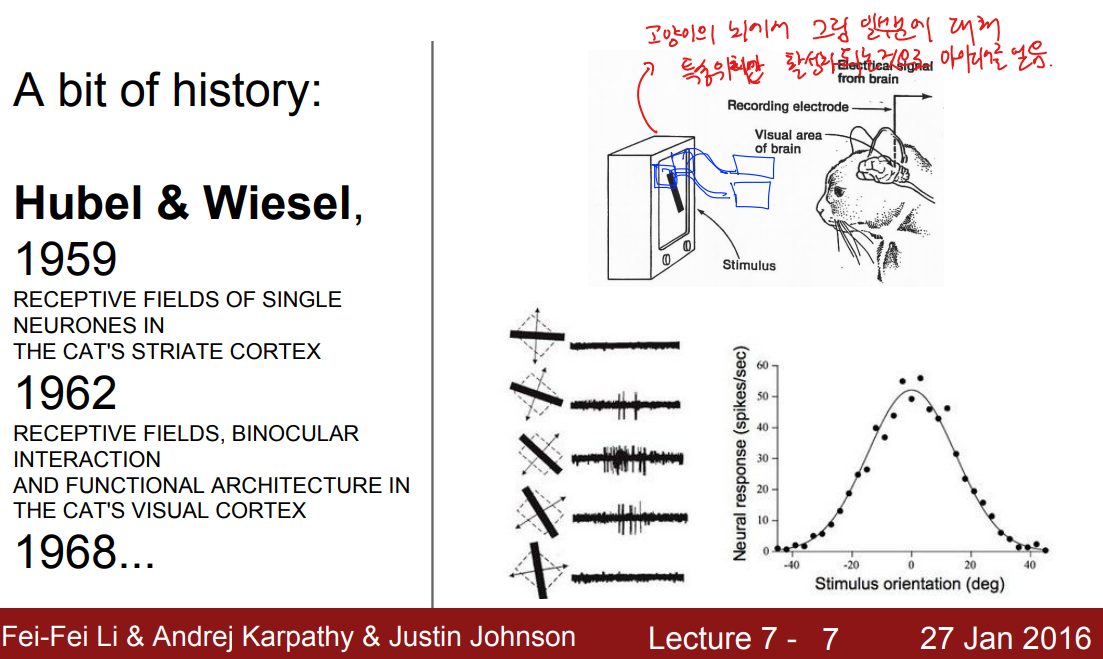 고양이의 뇌에서 그림 일부분에 대해
특정위치만 활성화 되는것으로 아이디어를 얻음.
A bit of history:
Hubel & Wiesel,
1959
RECEPTIVE FIELDS OF SINGLE
NEURONES IN
THE CAT'S STRIATE CORTEX
1962
RECEPTIVE FIELDS, BINOCULAR
INTERACTION
AND FUNCTIONAL ARCHITECTURE IN
THE CAT'S VISUAL CORTEX
1968...
Electrical signal
from brain
Recording electrode
Visual area
of brain
Stimulus
Neural response (spikes/sec)
60
50
40
30
20
10
0
-40 -20 0 20 40
Stimulus orientation (deg)
Fei-Fei Li & Andrej Karpathy & Justin Johnson Lecture 7 - 7 27 Jan 2016